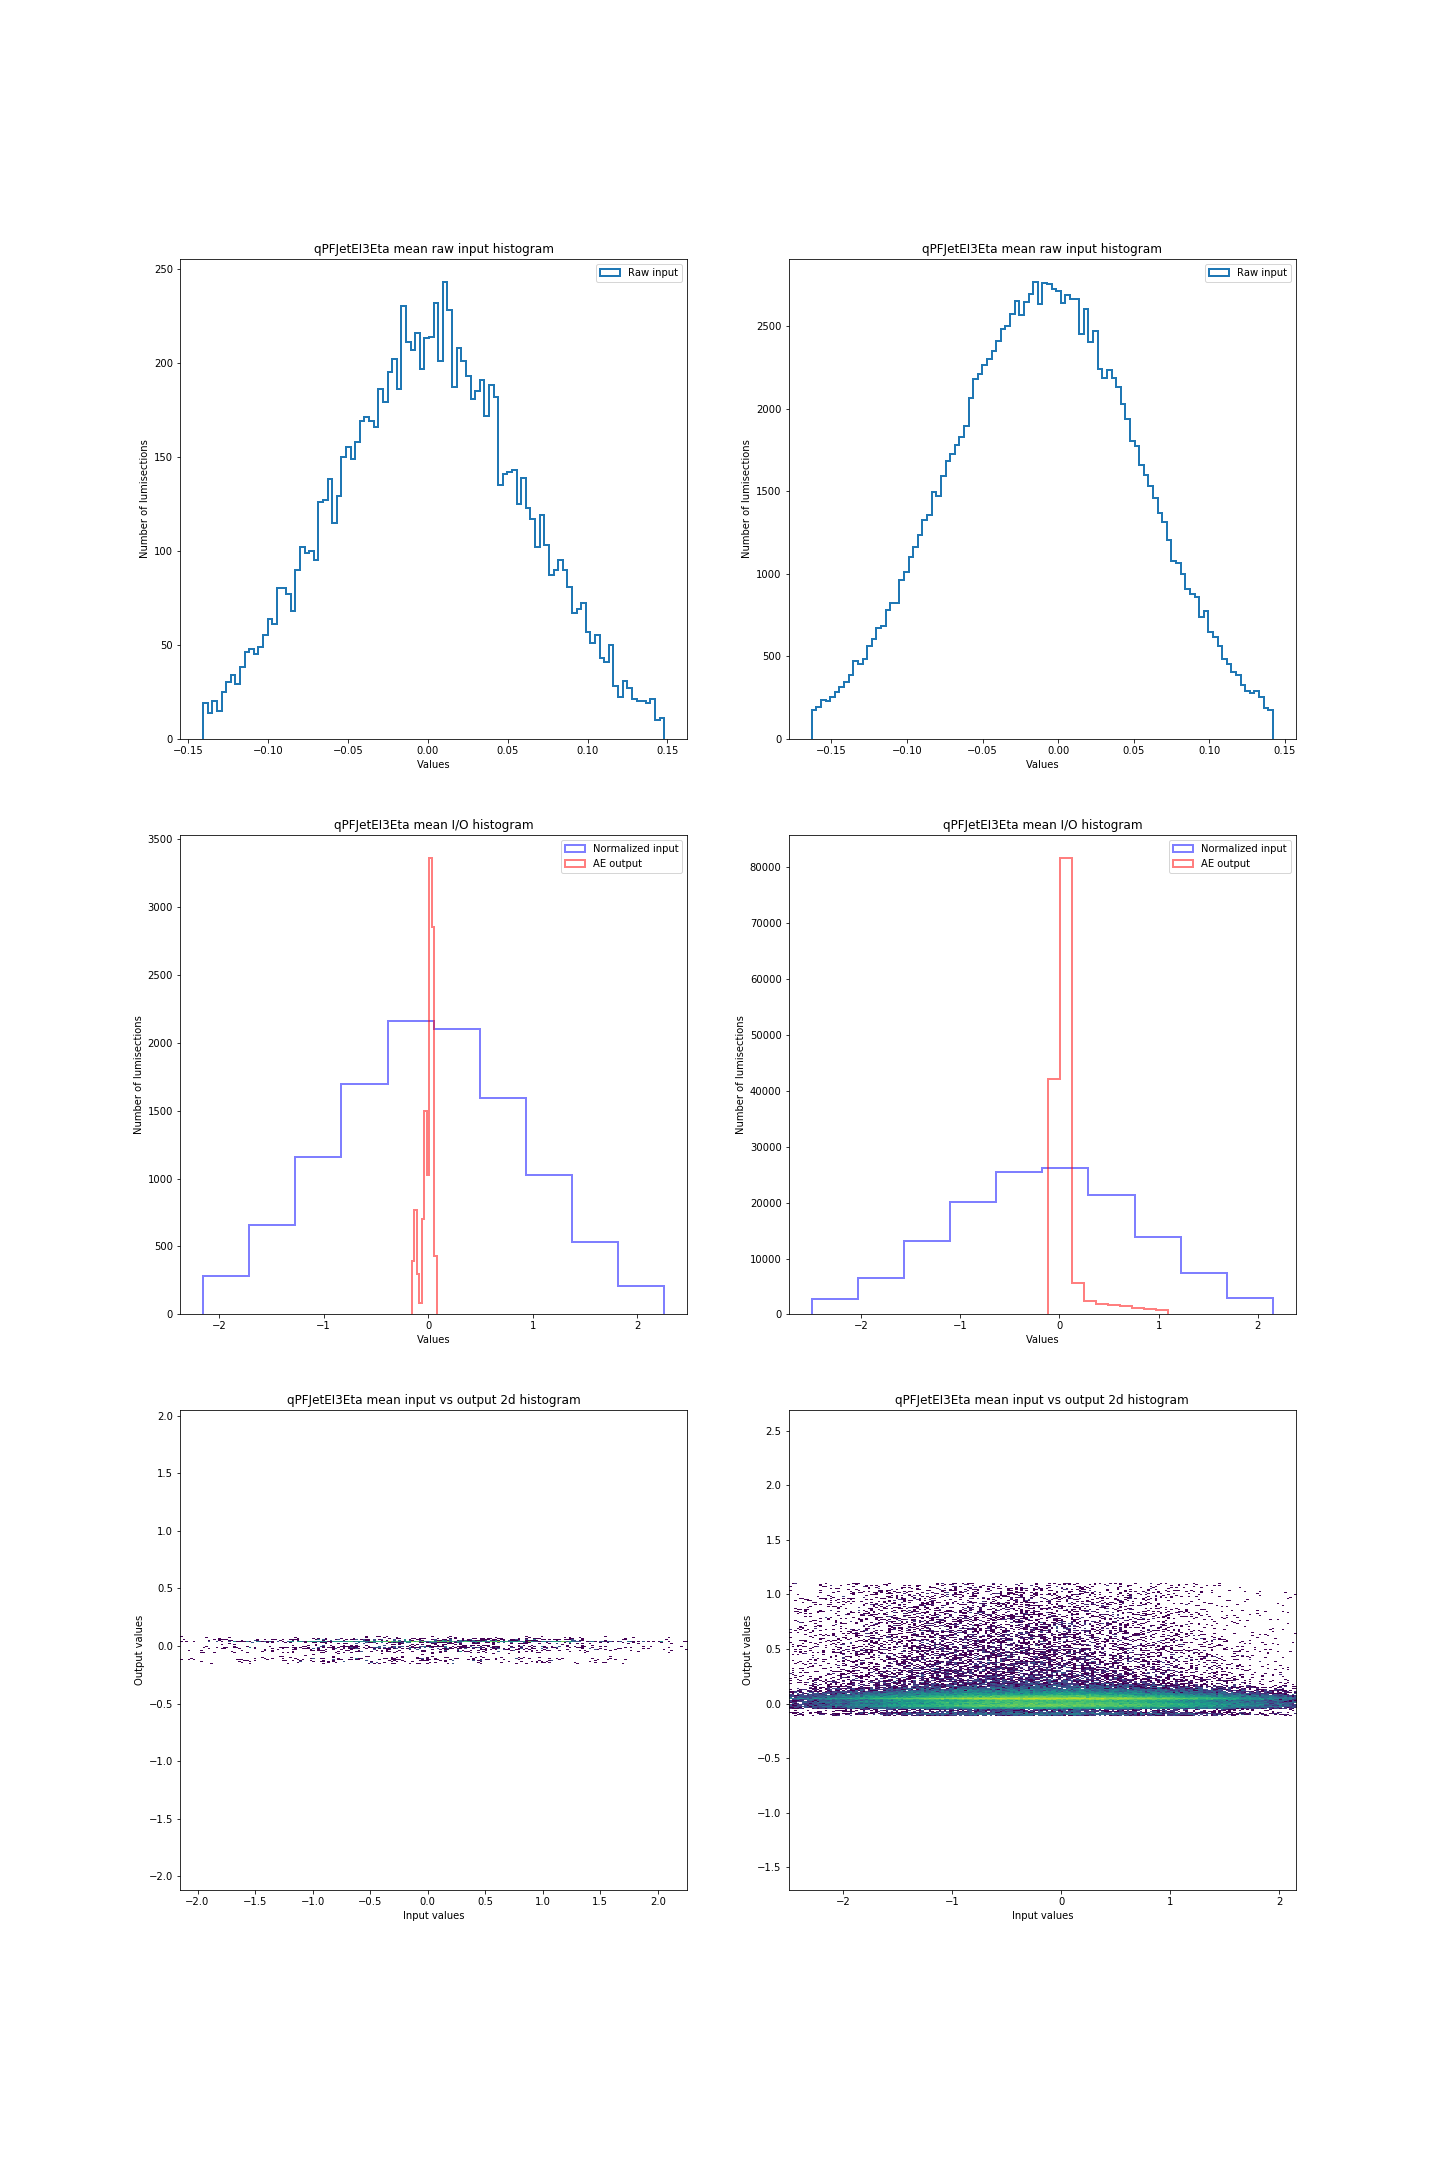 qPFJetEI3Eta mean raw input histogram
Raw input
250
200
150
100
50
0
Number of lumisections
−0.15 −0.10 −0.05 0.00 0.05 0.10 0.15
Values
qPFJetEI3Eta mean raw input histogram
Raw input
2500
2000
1500
1000
500
0
Number of lumisections
−0.15 −0.10 −0.05 0.00 0.05 0.10 0.15
Values
qPFJetEI3Eta mean I/O histogram
Normalized input
AE output
3500
3000
2500
2000
1500
1000
500
0
Number of lumisections
−2 −1 0 1 2
Values
qPFJetEI3Eta mean I/O histogram
Normalized input
AE output
80000
70000
60000
50000
40000
30000
20000
10000
0
Number of lumisections
−2 −1 0 1 2
Values
qPFJetEI3Eta mean input vs output 2d histogram
2.0
1.5
1.0
0.5
0.0
−0.5
−1.0
−1.5
−2.0
Output values
−2.0 −1.5 −1.0 −0.5 0.0 0.5 1.0 1.5 2.0
Input values
qPFJetEI3Eta mean input vs output 2d histogram
2.5
2.0
1.5
1.0
0.5
0.0
−0.5
−1.0
−1.5
Output values
−2 −1 0 1 2
Input values